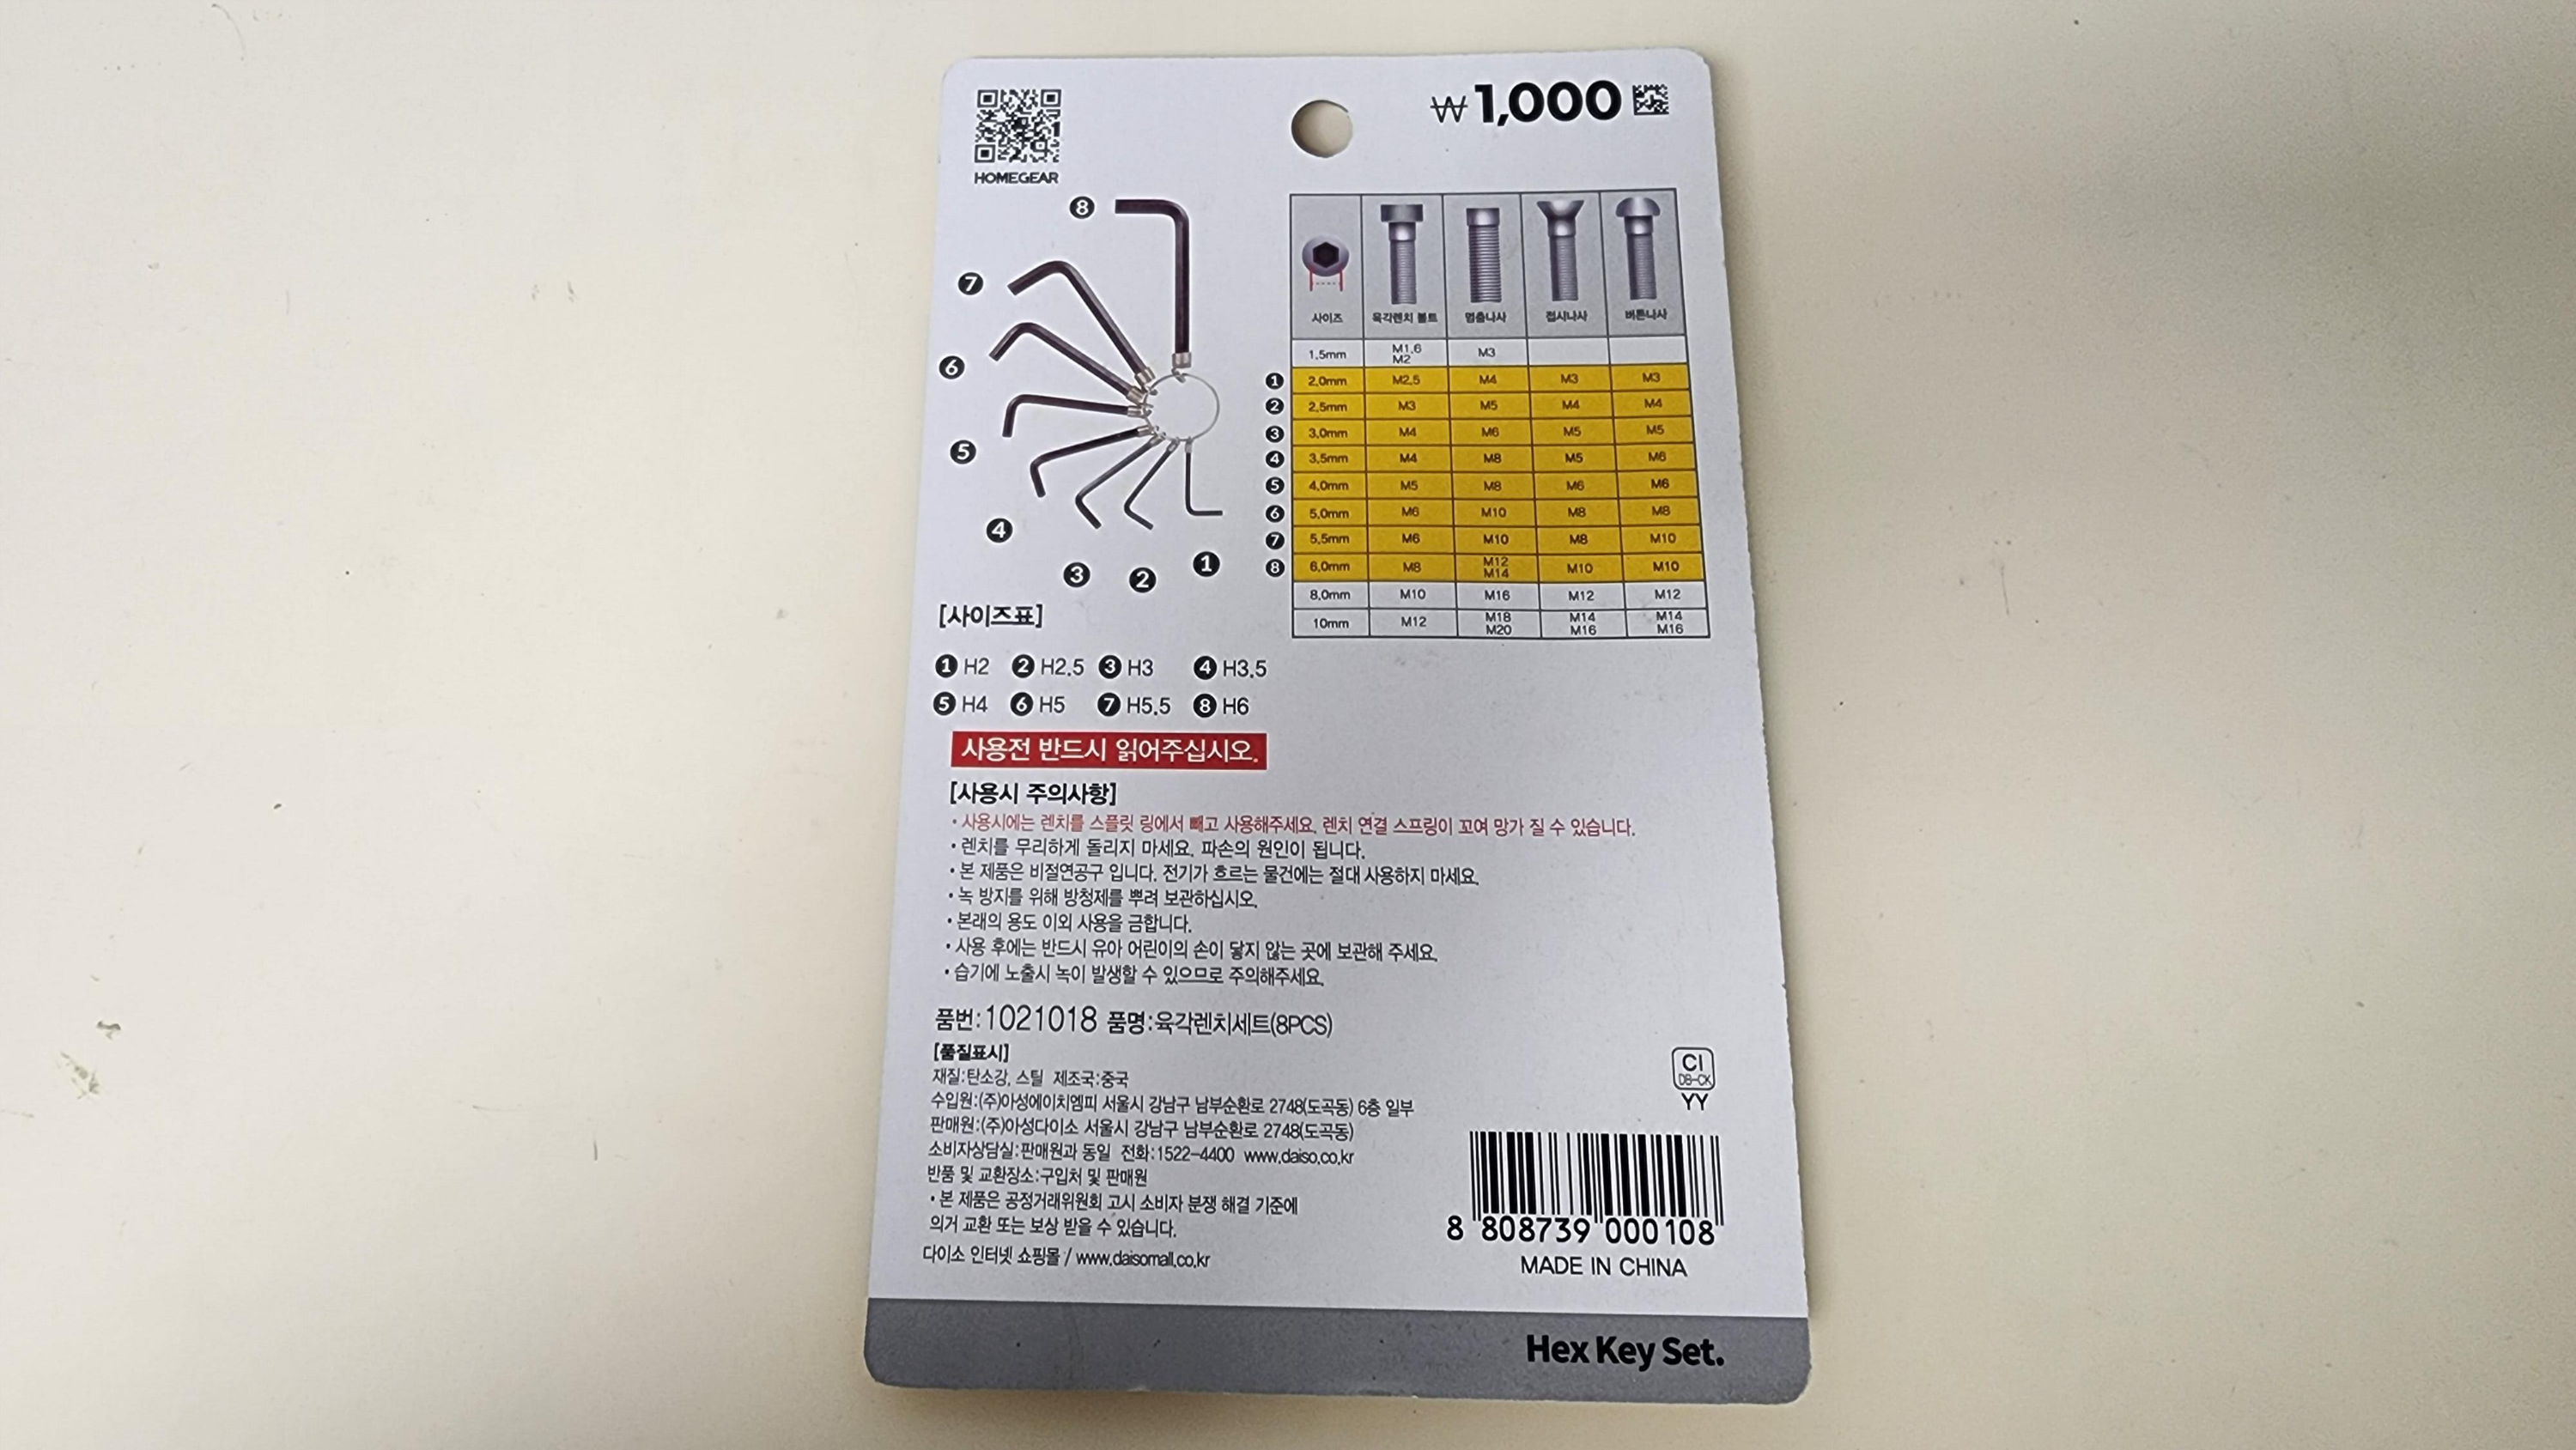 ₩1,000
HOMEGEAR
8
7
6
5
4
3
2
1
사이즈 육각렌치 볼트 멈춤나사 접시나사 버튼나사
1.5mm M1.6 M2 M3
1 2.0mm M2.5 M4 M3 M3
2 2.5mm M3 M5 M4 M4
3 3.0mm M4 M6 M5 M5
4 3.5mm M4 M8 M5 M6
5 4.0mm M5 M8 M6 M6
6 5.0mm M6 M10 M8 M8
7 5.5mm M6 M10 M8 M10
8 6.0mm M8 M12 M14 M10 M10
8.0mm M10 M16 M12 M12
10mm M12 M18 M20 M14 M16 M14 M16
[사이즈표]
1 H2 2 H2.5 3 H3 4 H3.5
5 H4 6 H5 7 H5.5 8 H6
사용전 반드시 읽어주십시오.
[사용시 주의사항]
• 사용시에는 렌치를 스플릿 링에서 빼고 사용해주세요. 렌치 연결 스프링이 꼬여 망가 질 수 있습니다.
• 렌치를 무리하게 돌리지 마세요. 파손의 원인이 됩니다.
• 본 제품은 비절연공구 입니다. 전기가 흐르는 물건에는 절대 사용하지 마세요.
• 녹 방지를 위해 방청제를 뿌려 보관하십시오.
• 본래의 용도 이외 사용을 금합니다.
• 사용 후에는 반드시 유아 어린이의 손이 닿지 않는 곳에 보관해 주세요.
• 습기에 노출시 녹이 발생할 수 있으므로 주의해주세요.
품번:1021018 품명:육각렌치세트(8PCS)
[품질표시]
재질:탄소강, 스틸 제조국:중국
수입원:(주)아성에이치엠피 서울시 강남구 남부순환로 2748(도곡동) 6층 일부
판매원:(주)아성다이소 서울시 강남구 남부순환로 2748(도곡동)
소비자상담실:판매원과 동일 전화:1522-4400 www.daiso.co.kr
반품 및 교환장소:구입처 및 판매원
• 본 제품은 공정거래위원회 고시 소비자 분쟁 해결 기준에
의거 교환 또는 보상 받을 수 있습니다.
다이소 인터넷 쇼핑몰 / www.daisomall.co.kr
CI
DB-CK
YY
8 808739 000108
MADE IN CHINA
Hex Key Set.